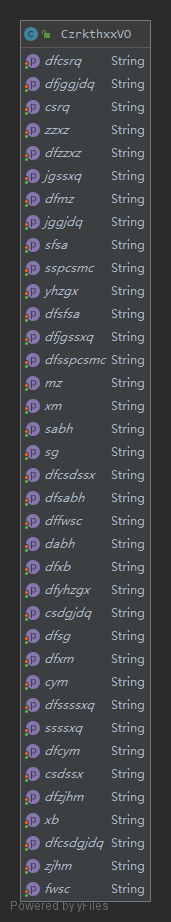 CzrkthxxVO
dfcsrq String
dfjggjdq String
csrq String
zzxz String
dfzzxz String
jgssxq String
dfmz String
jggjdq String
sfsa String
sspcsmc String
yhzgx String
dfsfsa String
dfjgssxq String
dfsspcsmc String
mz String
xm String
sabh String
sg String
dfcsdssx String
dfsabh String
dffwsc String
dabh String
dfxb String
dfyhzgx String
csdgjdq String
dfsg String
dfxm String
cym String
dfssssxq String
ssssxq String
dfcym String
csdssx String
dfzjhm String
xb String
dfcsdgjdq String
zjhm String
fwsc String
Powered by yFiles